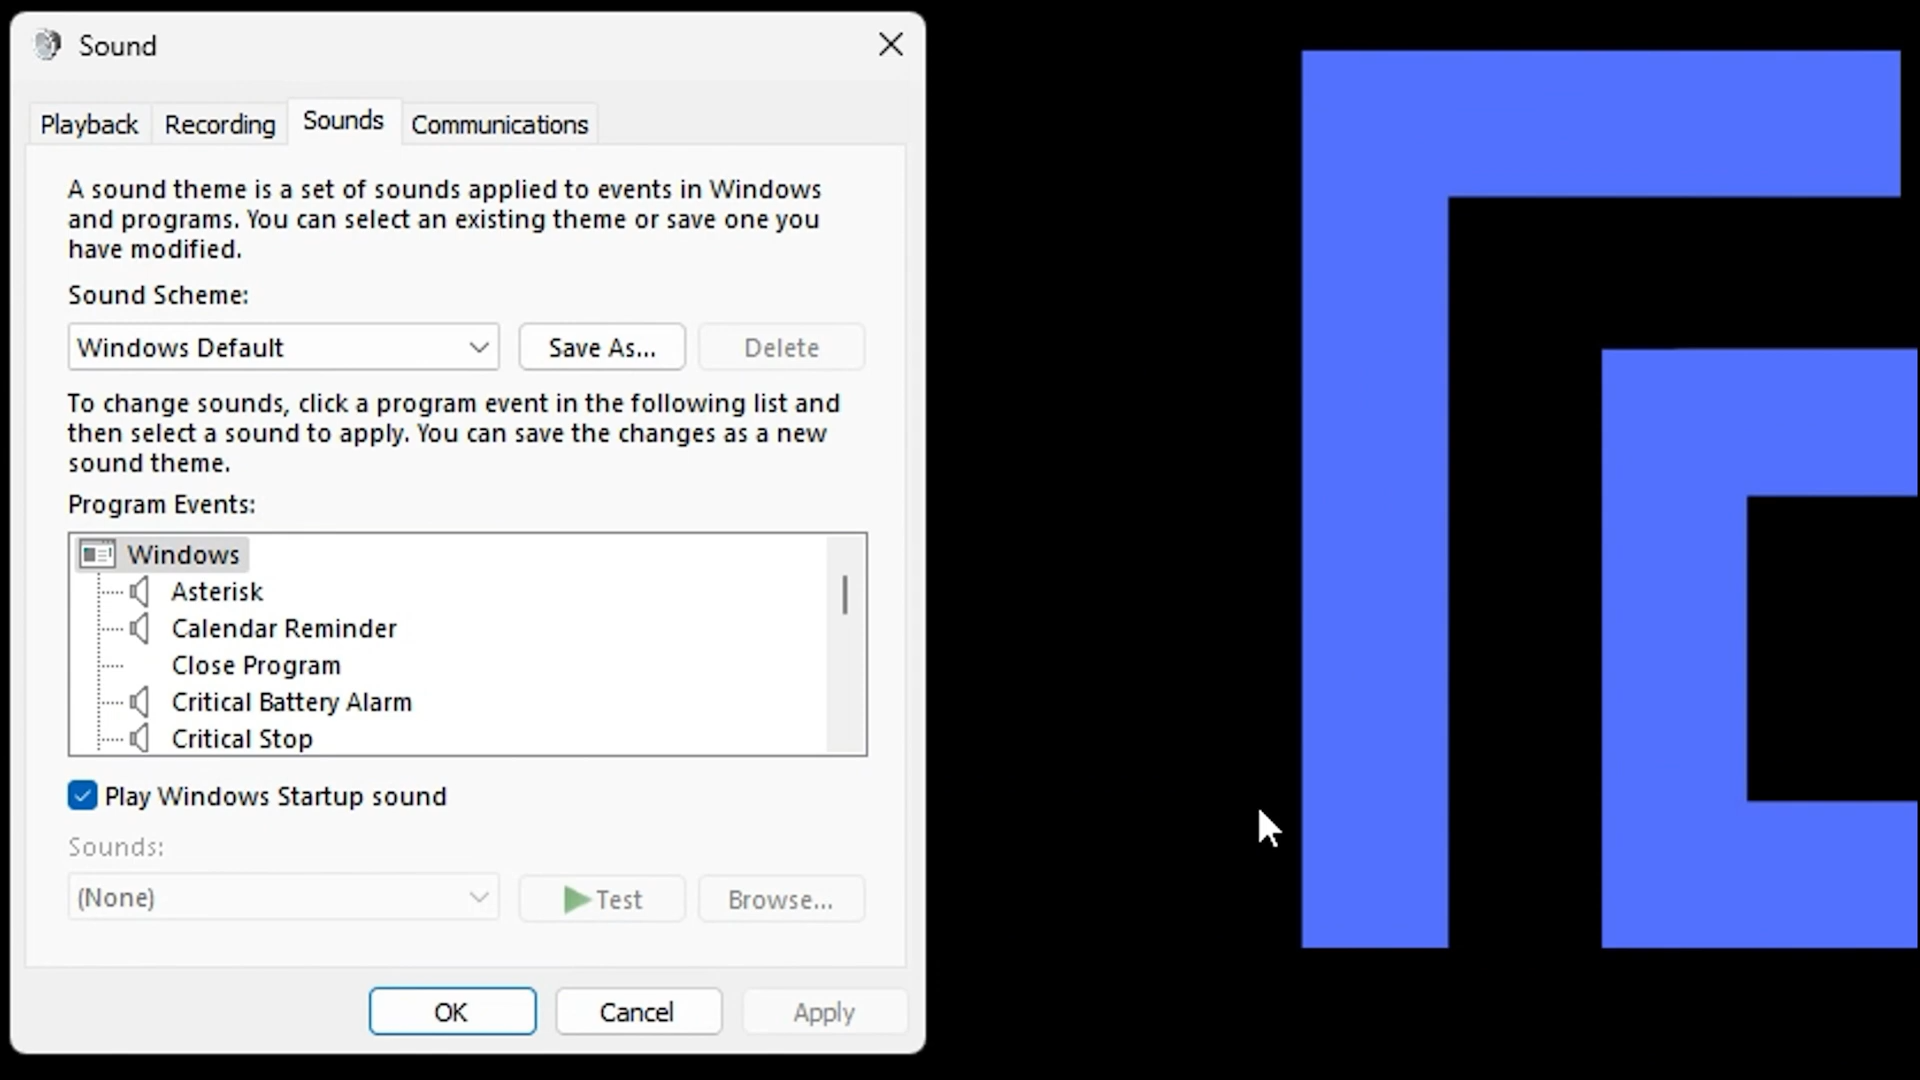 Sound
Playback
Recording
Sounds
Communications
A sound theme is a set of sounds applied to events in Windows
and programs. You can select an existing theme or save one you
have modified.
Sound Scheme:
Windows Default
Save As...
Delete
To change sounds, click a program event in the following list and
then select a sound to apply. You can save the changes as a new
sound theme.
Program Events:
Windows
Asterisk
Calendar Reminder
Close Program
Critical Battery Alarm
Critical Stop
Play Windows Startup sound
Sounds:
(None)
Test
Browse...
OK
Cancel
Apply